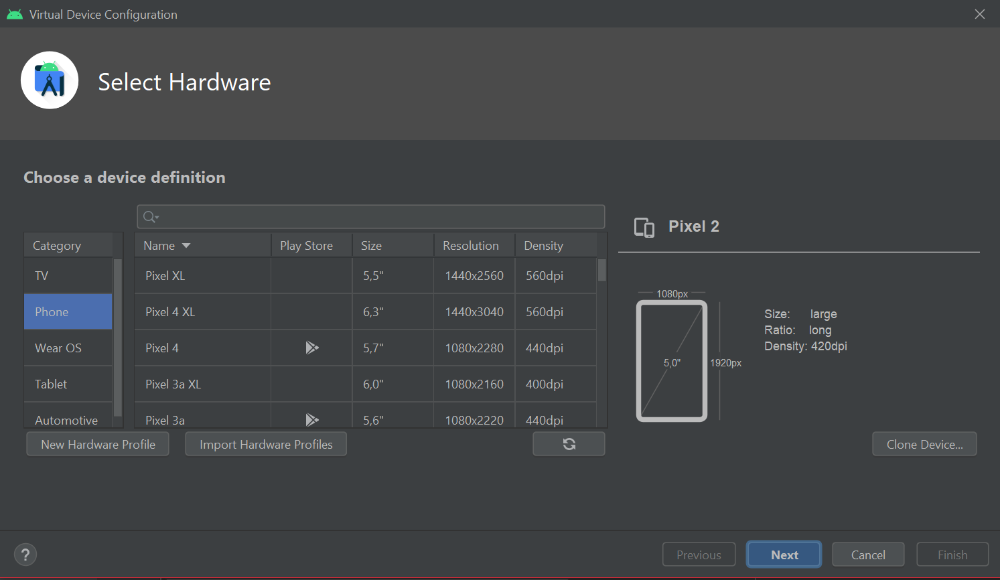 Virtual Device Configuration
Select Hardware
Choose a device definition
Category
TV
Phone
Wear OS
Tablet
Automotive
Name Play Store Size Resolution Density
Pixel XL 5,5" 1440x2560 560dpi
Pixel 4 XL 6,3" 1440x3040 560dpi
Pixel 4 5,7" 1080x2280 440dpi
Pixel 3a XL 6,0" 1080x2160 400dpi
Pixel 3a 5,6" 1080x2220 440dpi
New Hardware Profile Import Hardware Profiles
Pixel 2
1080px
5,0" 1920px
Size: large
Ratio: long
Density: 420dpi
Clone Device...
? Previous Next Cancel Finish